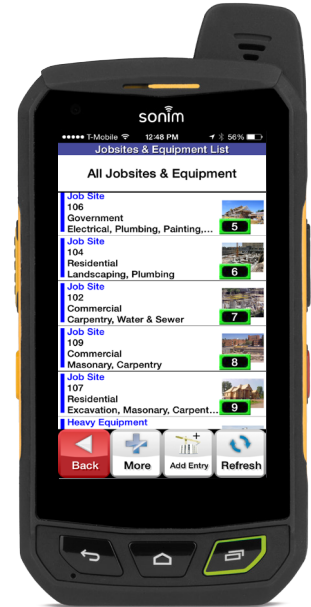 sonim
T-Mobile 12:48 PM 56%
Jobsites & Equipment List
All Jobsites & Equipment
Job Site
106
Government
Electrical, Plumbing, Painting,...
5
Job Site
104
Residential
Landscaping, Plumbing
6
Job Site
102
Commercial
Carpentry, Water & Sewer
7
Job Site
109
Commercial
Masonary, Carpentry
8
Job Site
107
Residential
Excavation, Masonary, Carpent...
9
Heavy Equipment
Back More Add Entry Refresh